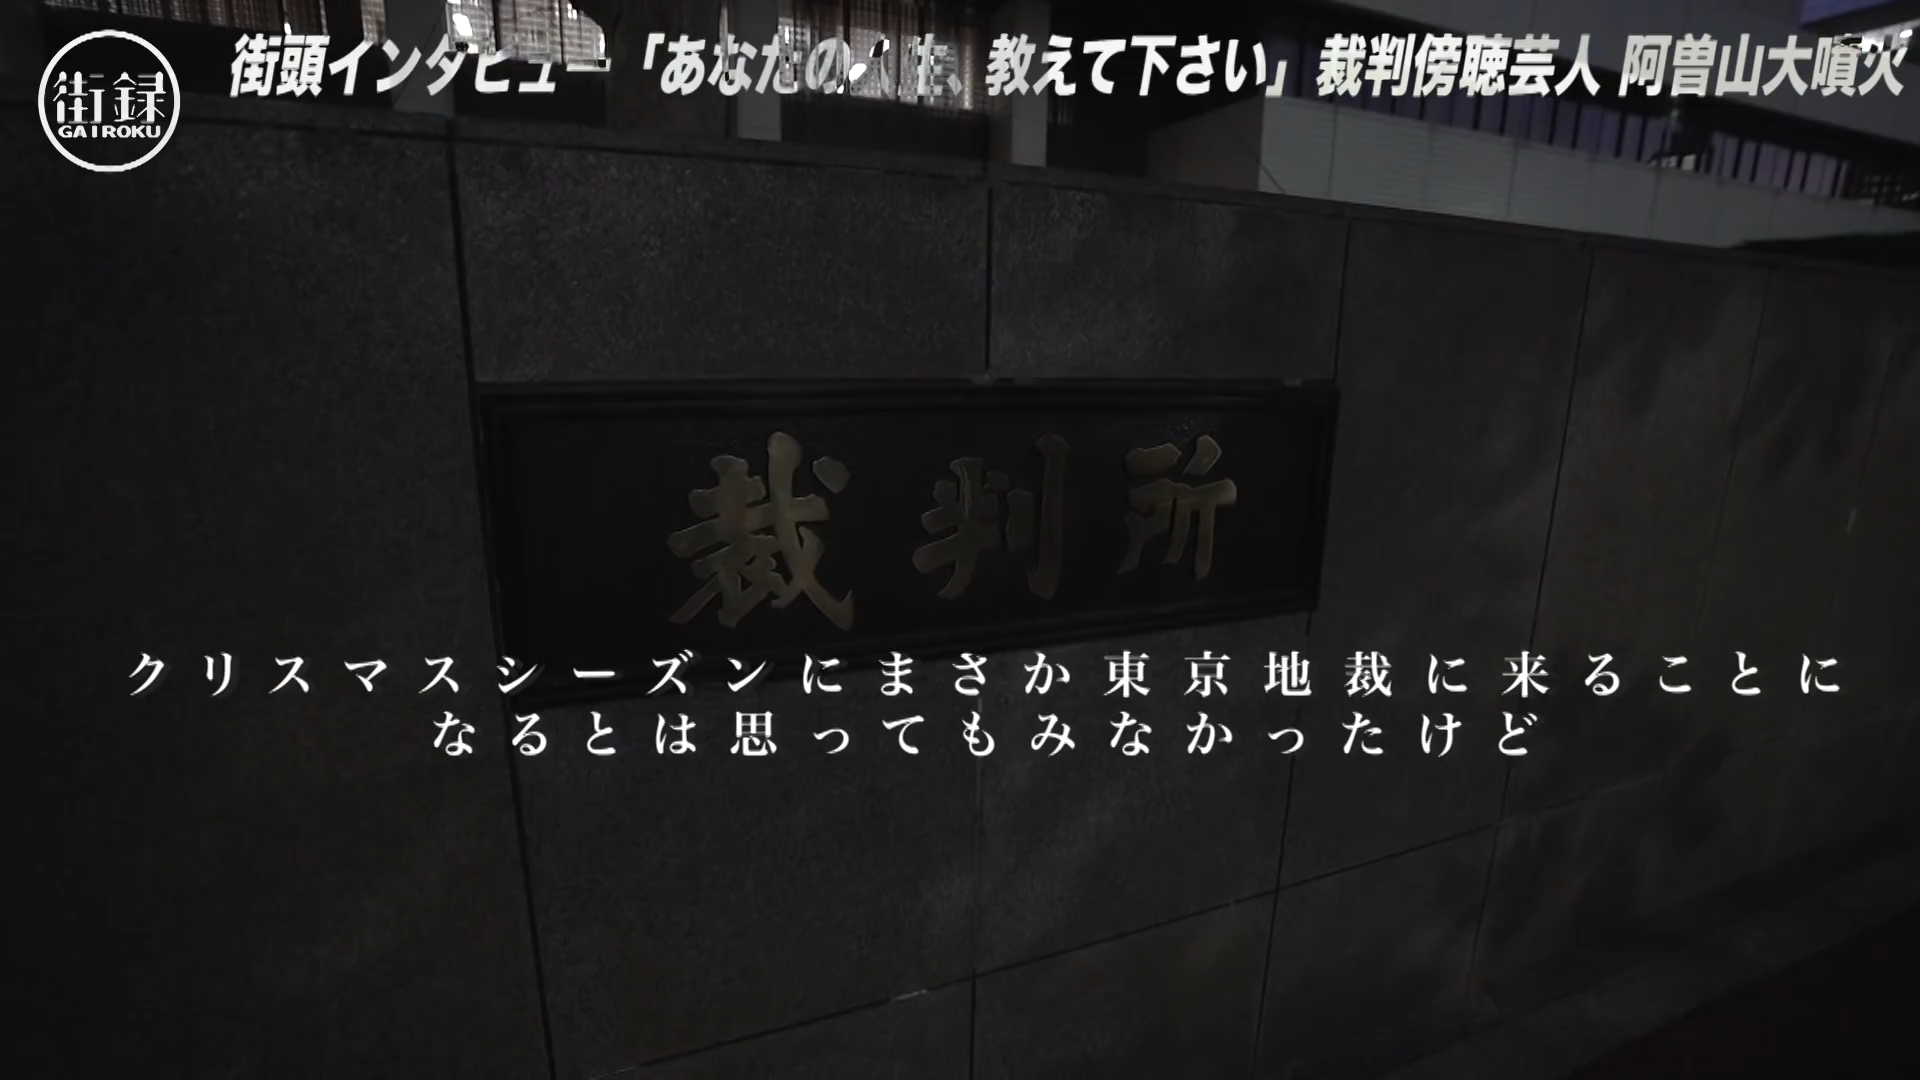 街録
GAIROKU
街頭インタビュー「あなたの人生、教えて下さい」裁判傍聴芸人 阿曽山大噴火
裁判所
クリスマスシーズンにまさか東京地裁に来ることに
なるとは思ってもみなかったけど